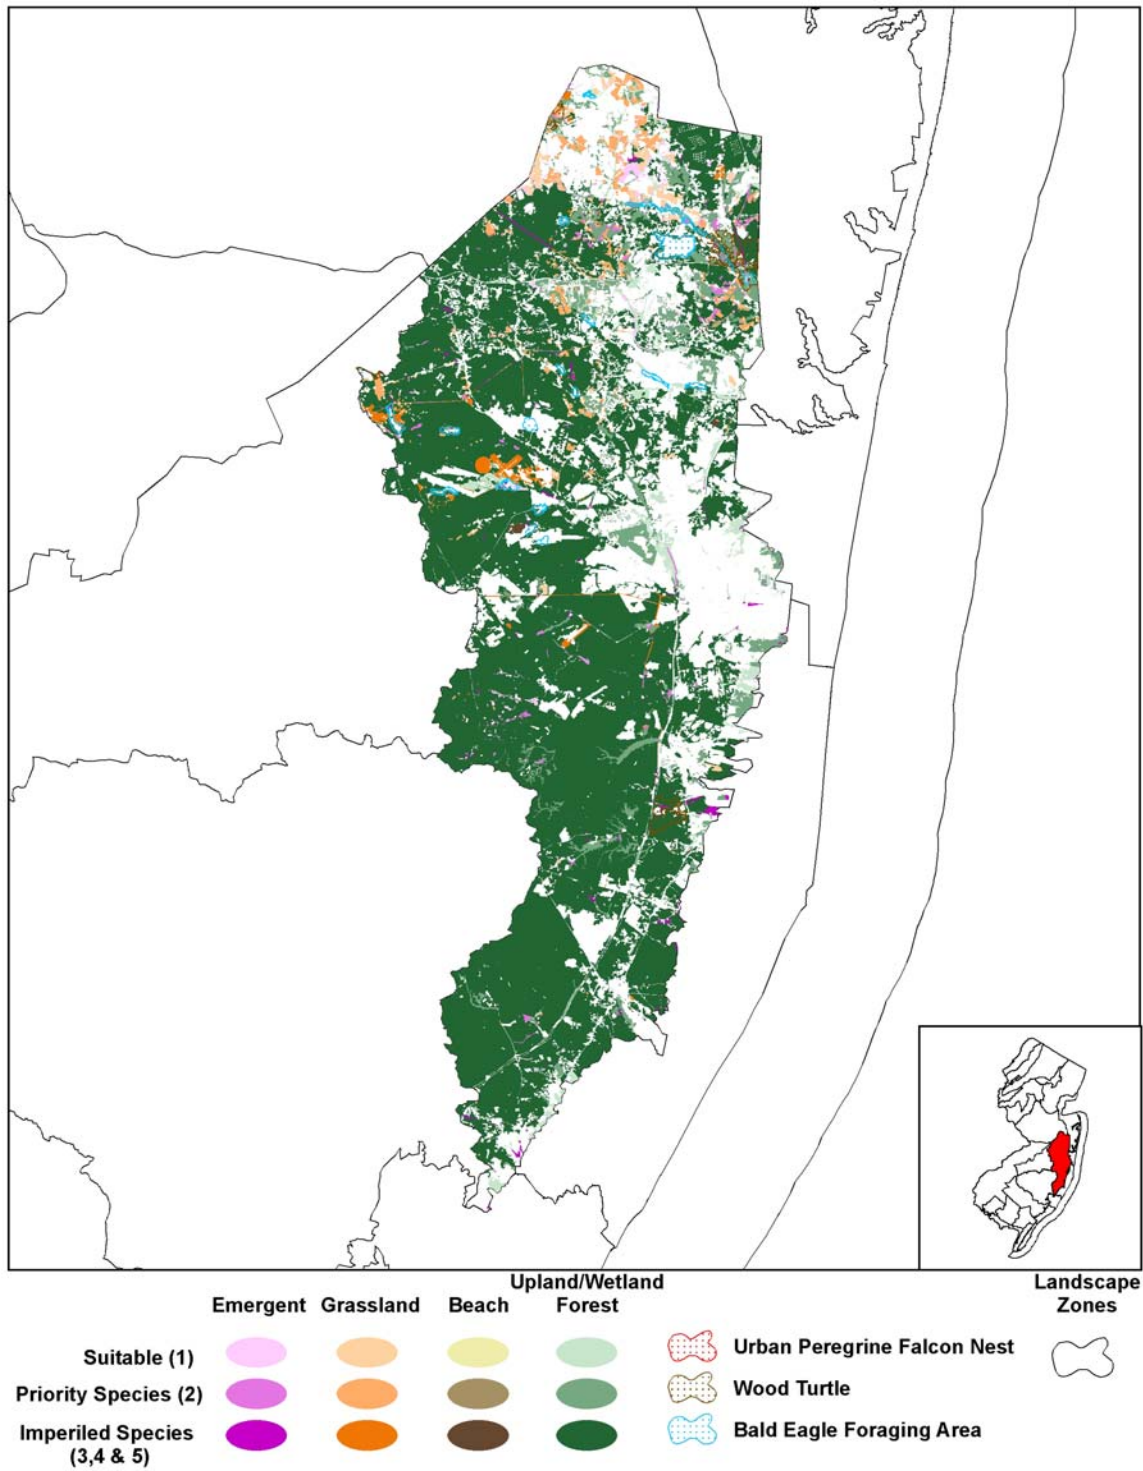 Upland/Wetland
Emergent Grassland Beach Forest
Landscape
Zones
Suitable (1)
Priority Species (2)
Imperiled Species
(3,4 & 5)
Urban Peregrine Falcon Nest
Wood Turtle
Bald Eagle Foraging Area